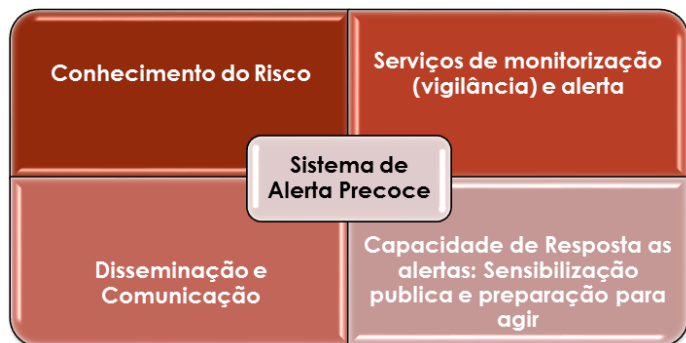 Conhecimento do Risco
Serviços de monitorização
(vigilância) e alerta
Sistema de
Alerta Precoce
Disseminação e
Comunicação
Capacidade de Resposta as
alertas: Sensibilização
publica e preparação para
agir